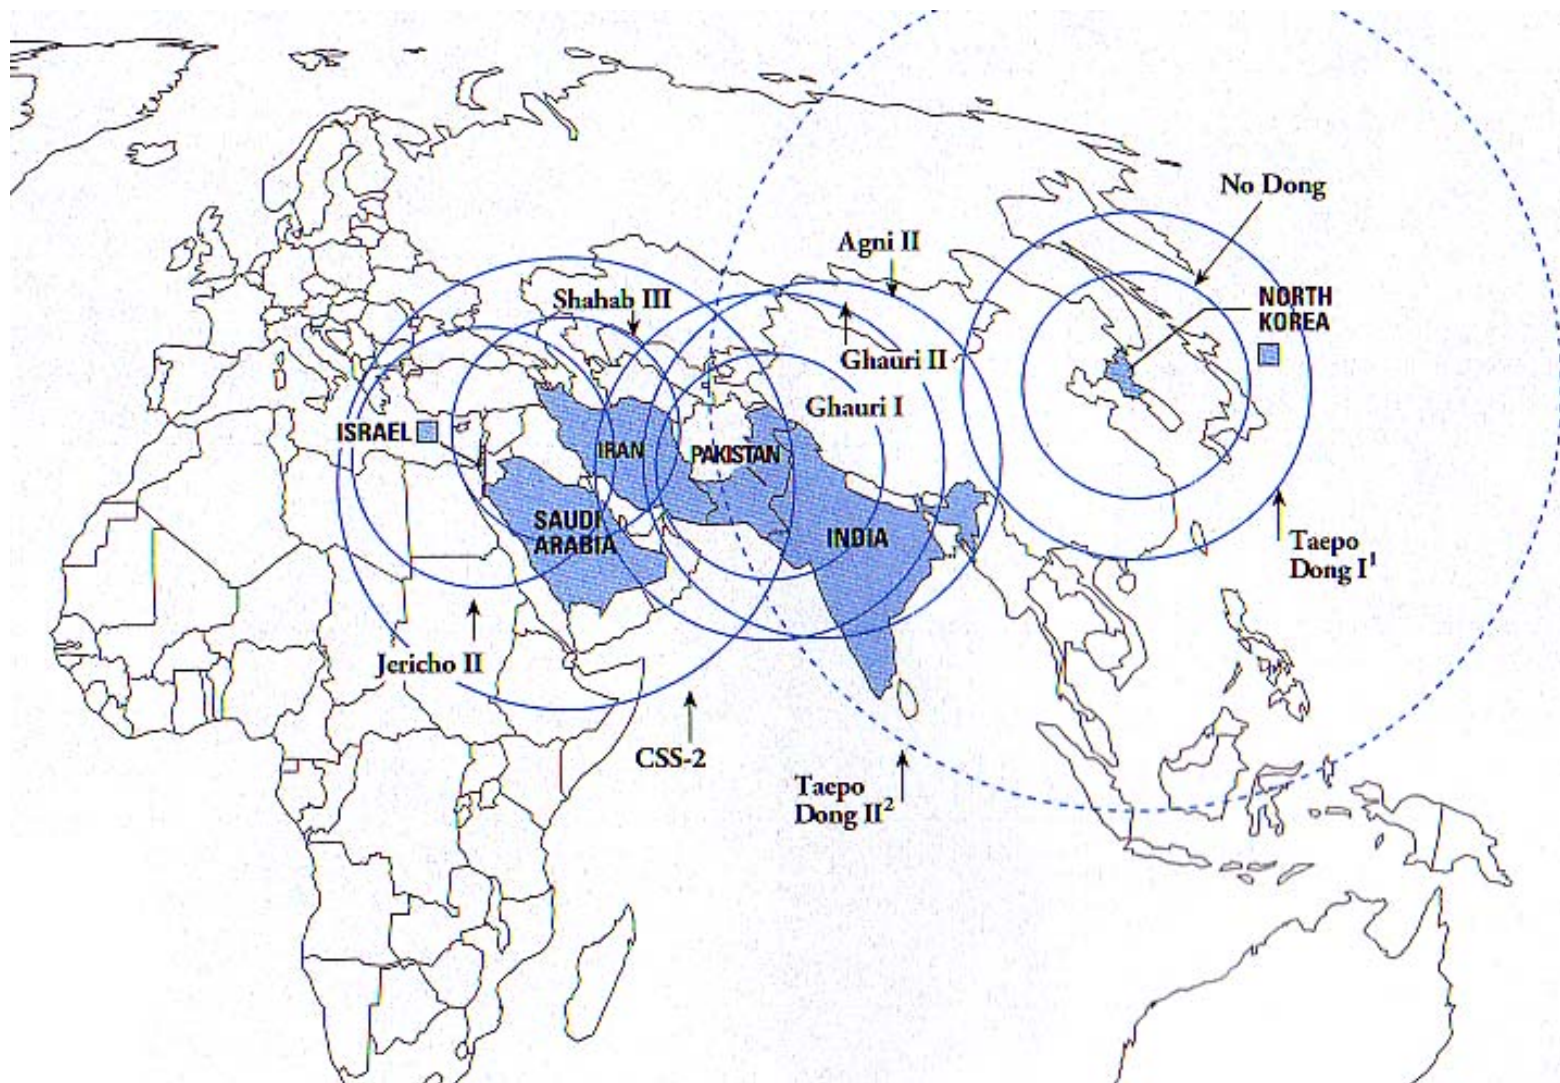 No Dong
Agni II
NORTH
KOREA
Shahab III
Ghauri II
Ghauri I
ISRAEL
IRAN
PAKISTAN
SAUDI
ARABIA
INDIA
Taepo
Dong I¹
Jericho II
CSS-2
Taepo
Dong II²